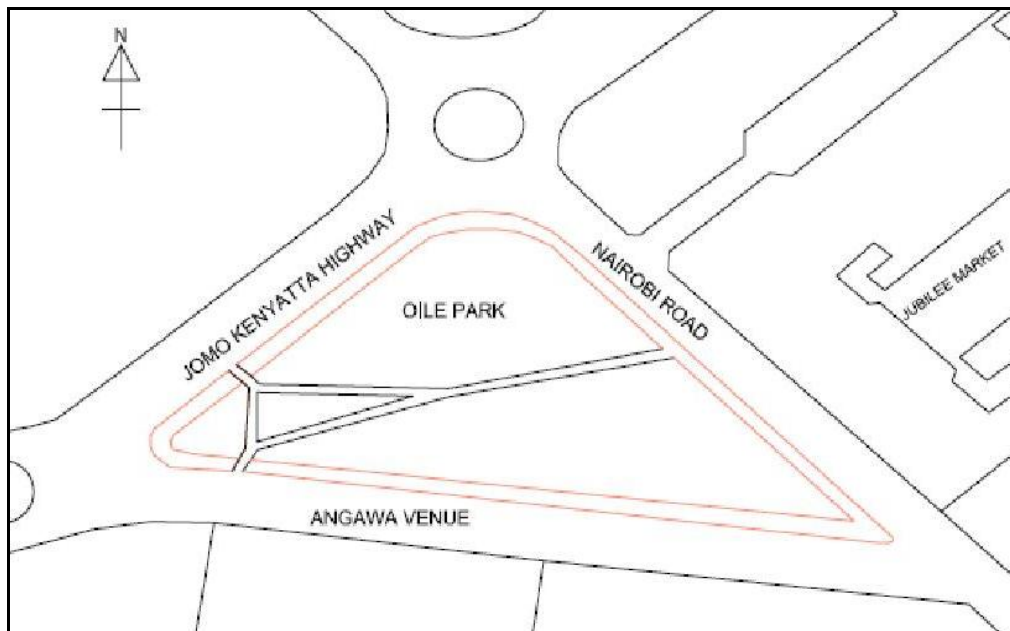 N
JOMO KENYATTA HIGHWAY
NAIROBI ROAD
OILE PARK
JUBILEE MARKET
ANGAWA VENUE